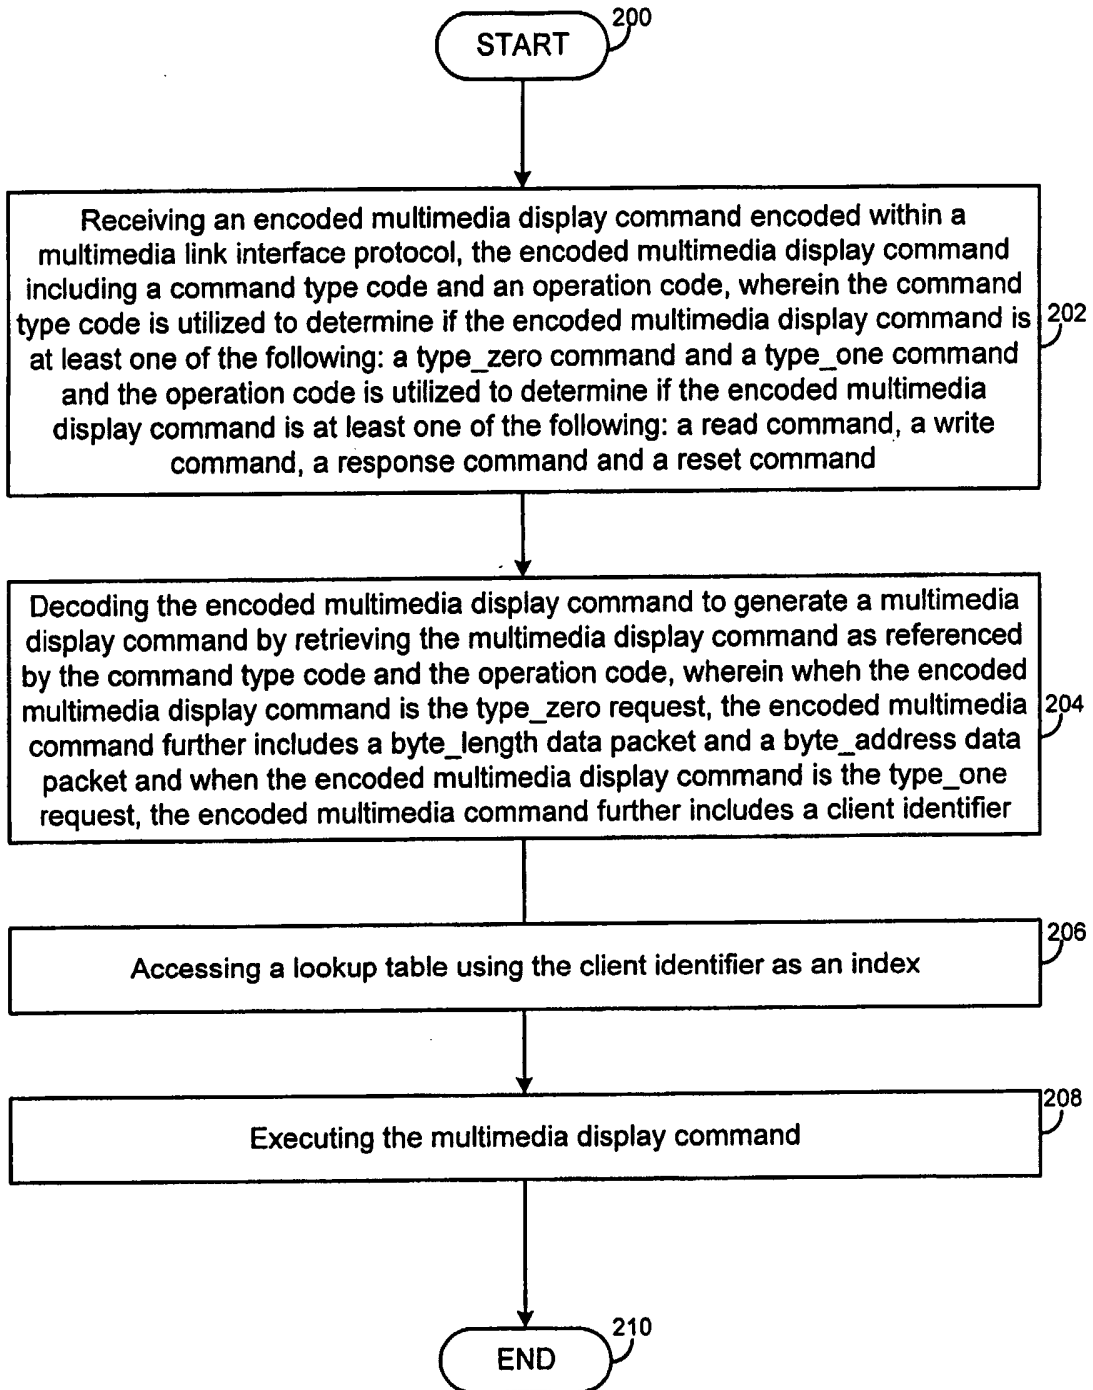 200
START
Receiving an encoded multimedia display command encoded within a
multimedia link interface protocol, the encoded multimedia display command
including a command type code and an operation code, wherein the command
type code is utilized to determine if the encoded multimedia display command is
202
at least one of the following: a type_zero command and a type_one command
and the operation code is utilized to determine if the encoded multimedia
display command is at least one of the following: a read command, a write
command, a response command and a reset command
Decoding the encoded multimedia display command to generate a multimedia
display command by retrieving the multimedia display command as referenced
by the command type code and the operation code, wherein when the encoded
multimedia display command is the type_zero request, the encoded multimedia
204
command further includes a byte_length data packet and a byte_address data
packet and when the encoded multimedia display command is the type_one
request, the encoded multimedia command further includes a client identifier
206
Accessing a lookup table using the client identifier as an index
208
Executing the multimedia display command
210
END